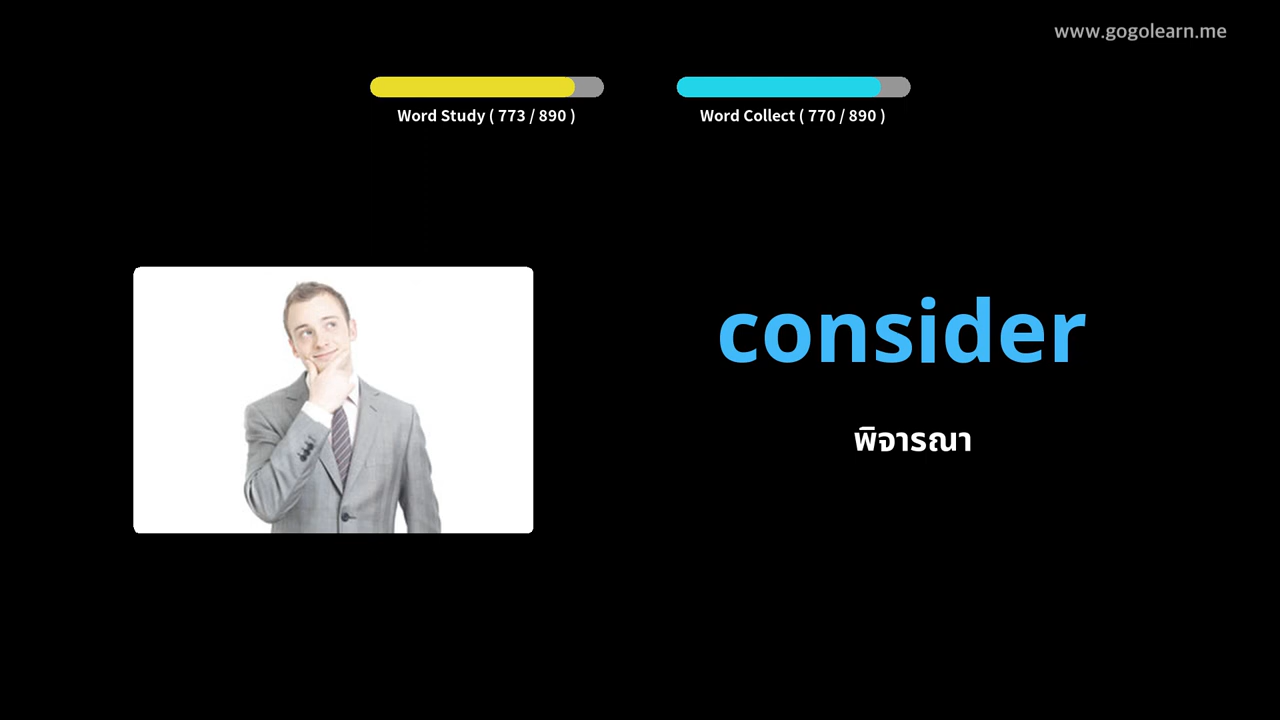 www.gogolearn.me
Word Study ( 773 / 890 )
Word Collect ( 770 / 890 )
consider
พิจารณา